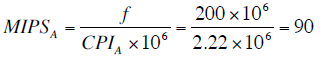 MIPS_A = f / (CPI_A × 10^6) = (200 × 10^6) / (2.22 × 10^6) = 90